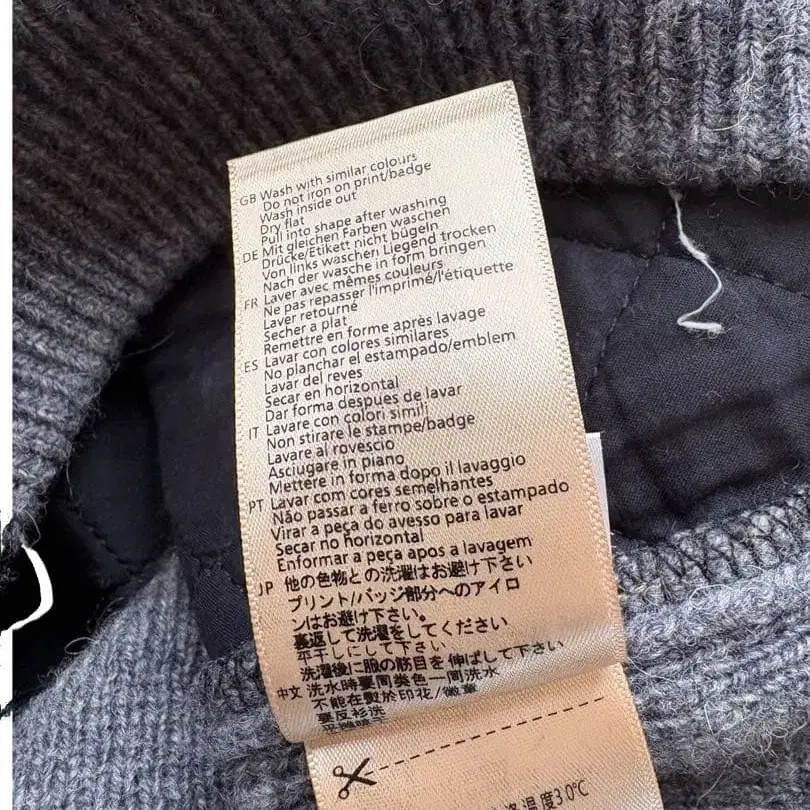 GB Wash with similar colours
Do not iron on print/badge
Wash inside out
Dry flat
Pull into shape after washing
DE Mit gleichen Farben waschen
Drücke/Etikett nicht bügeln
Von links waschen Liegend trocken
Nach der wasche in form bringen
FR Laver avec mêmes couleurs
Ne pas repasser l'imprimé/l'étiquette
Laver retourné
Secher a plat
Remettre en forme après lavage
ES Lavar con colores similares
No planchar el estampado/emblem
Lavar del reves
Secar en horizontal
Dar forma despues de lavar
IT Lavare con colori simili
Non stirare le stampe/badge
Lavare al rovescio
Asciugare in piano
Mettere in forma dopo il lavaggio
PT Lavar com cores semelhantes
Não passar a ferro sobre o estampado
Virar a peça do avesso para lavar
Secar no horizontal
Enformar a peça apos a lavagem
JP 他の色物との洗濯はお避け下さい
プリント/バッジ部分へのアイロ
ンはお避け下さい。
裏返して洗濯をしてください
平干しにして下さい
洗濯後に服の筋目を伸ばして下さい
中文 洗水時要同类色一同洗水
不能在製於印花/徽章
要反衫洗
温度30℃